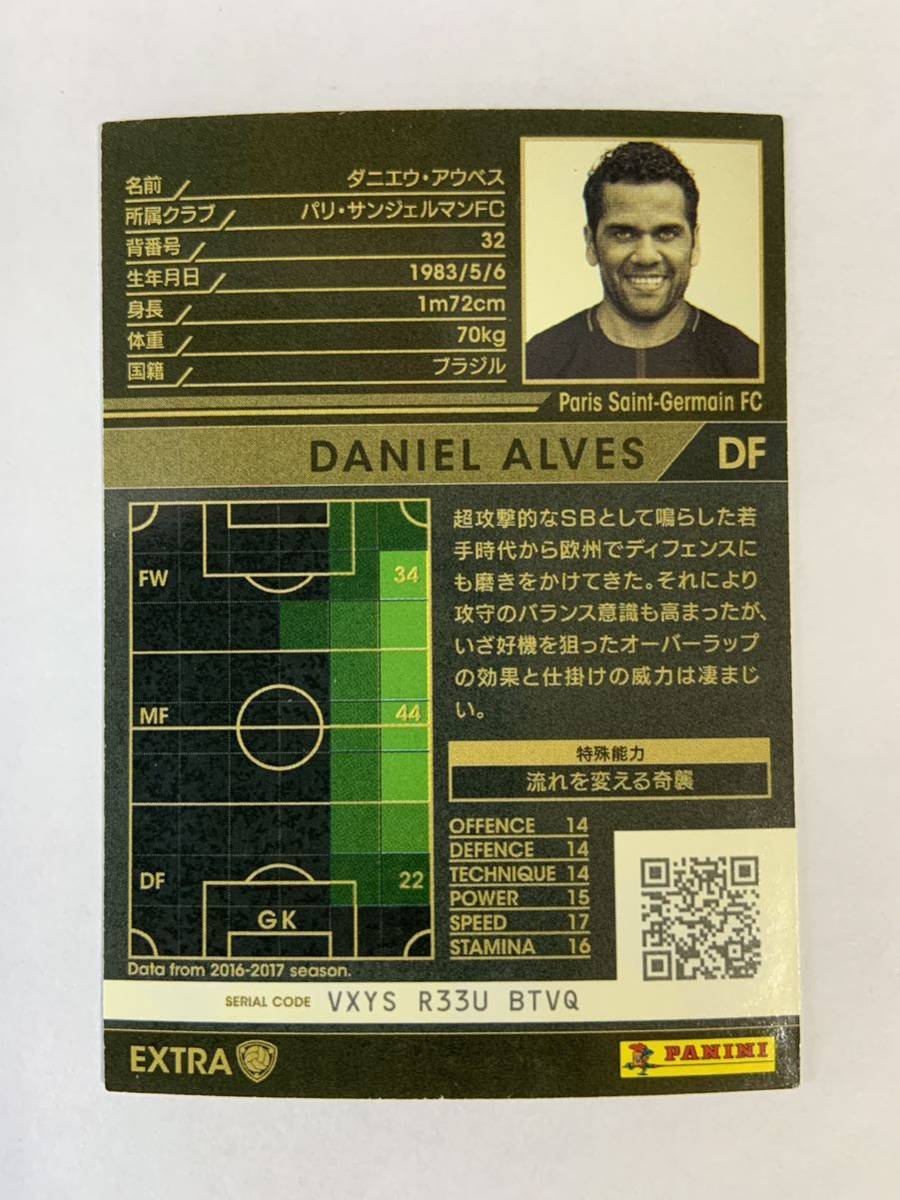 名前 ダニエウ・アウベス
所属クラブ パリ・サンジェルマンFC
背番号 32
生年月日 1983/5/6
身長 1m72cm
体重 70kg
国籍 ブラジル
Paris Saint-Germain FC
DANIEL ALVES DF
FW 34
MF 44
DF 22
GK
Data from 2016-2017 season.
超攻撃的なSBとして鳴らした若
手時代から欧州でディフェンスに
も磨きをかけてきた。それにより
攻守のバランス意識も高まったが、
いざ好機を狙ったオーバーラップ
の効果と仕掛けの威力は凄まじ
い。
特殊能力
流れを変える奇襲
OFFENCE 14
DEFENCE 14
TECHNIQUE 14
POWER 15
SPEED 17
STAMINA 16
SERIAL CODE VXYS R33U BTVQ
EXTRA
PANINI